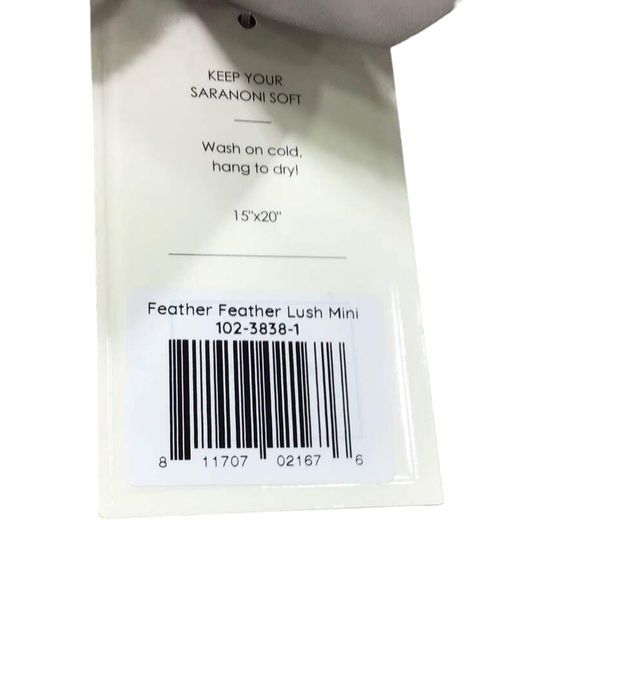 KEEP YOUR
SARANONI SOFT
Wash on cold,
hang to dry!
15"x20"
Feather Feather Lush Mini
102-3838-1
8 11707 02167 6